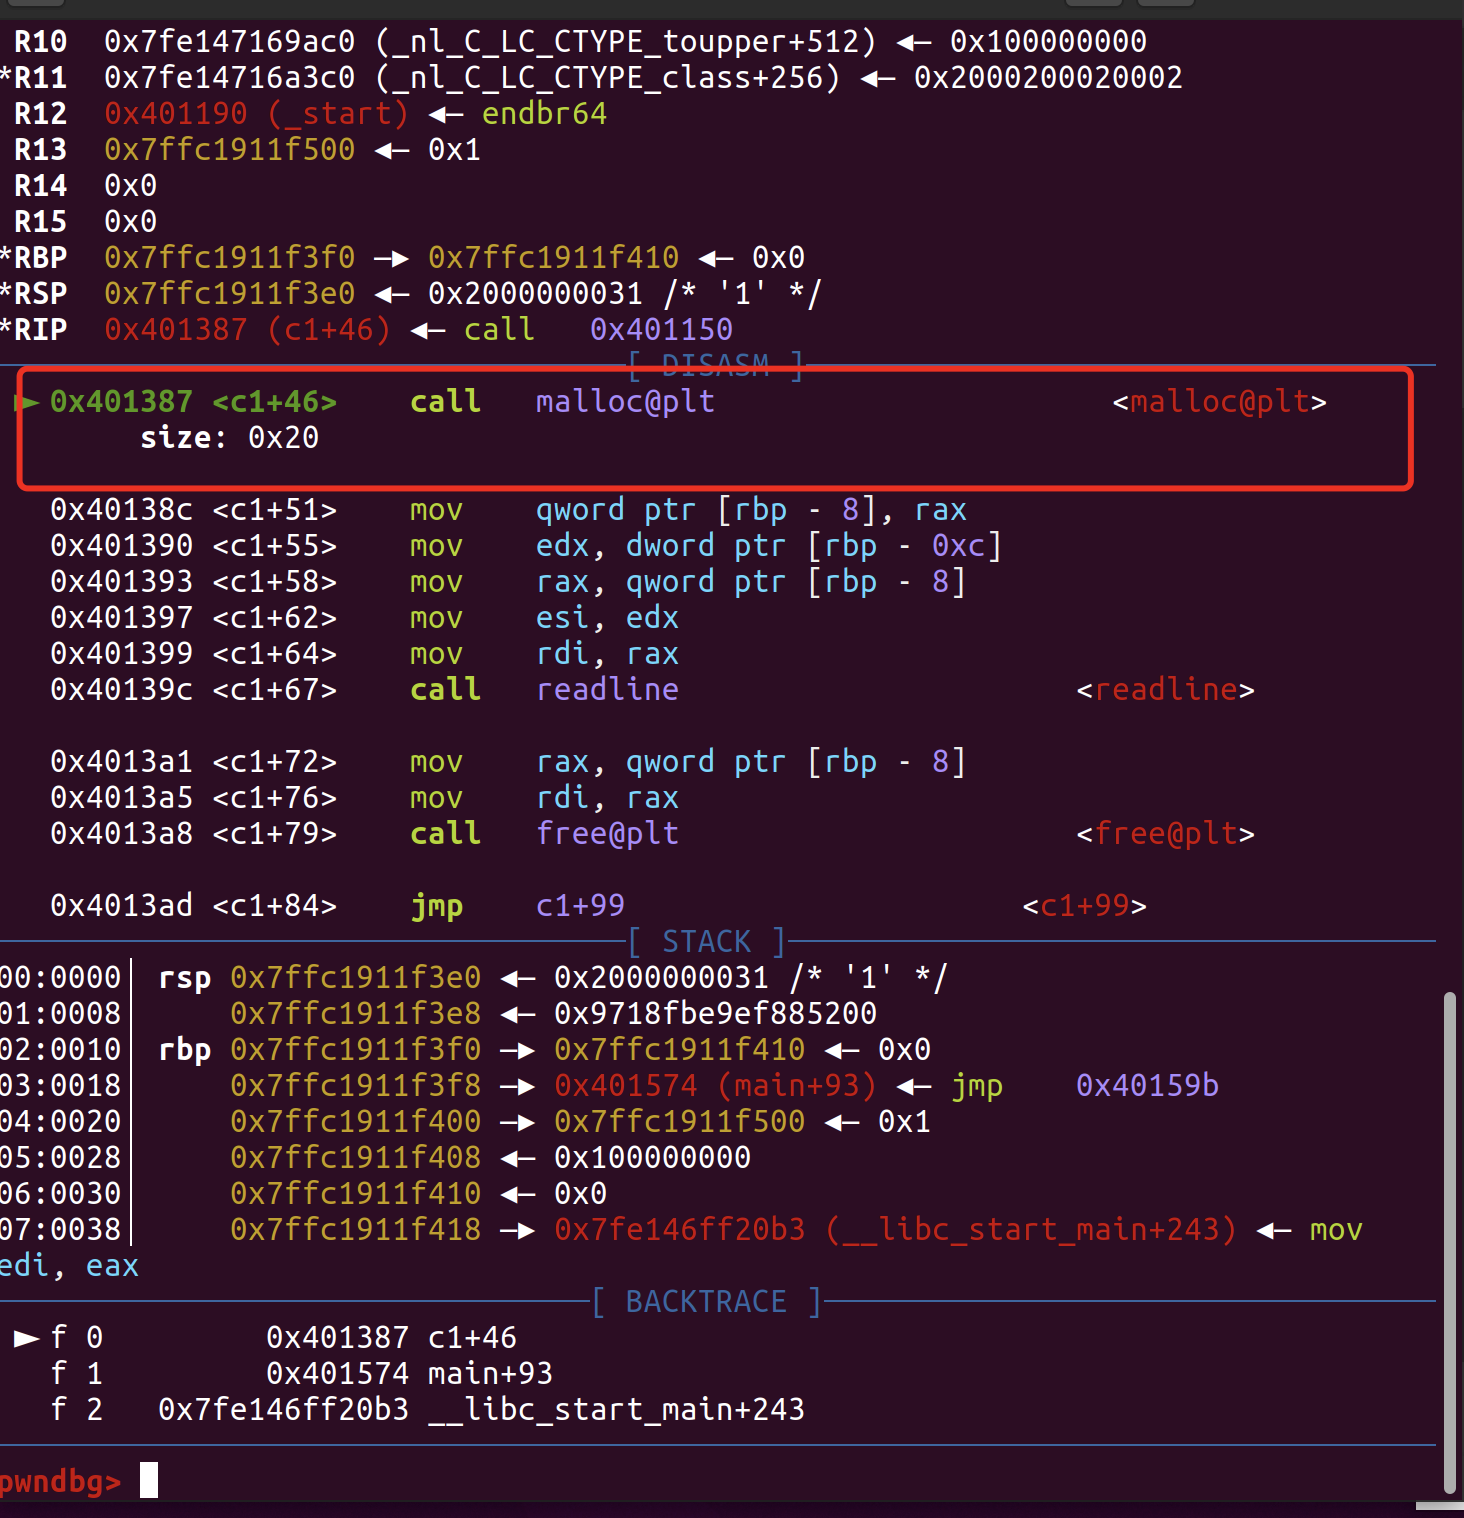 R10  0x7fe147169ac0 (_nl_C_LC_CTYPE_toupper+512) ◂— 0x100000000
*R11  0x7fe14716a3c0 (_nl_C_LC_CTYPE_class+256) ◂— 0x2000200020002
R12  0x401190 (_start) ◂— endbr64
R13  0x7ffc1911f500 ◂— 0x1
R14  0x0
R15  0x0
*RBP  0x7ffc1911f3f0 —▸ 0x7ffc1911f410 ◂— 0x0
*RSP  0x7ffc1911f3e0 ◂— 0x2000000031 /* '1' */
*RIP  0x401387 (c1+46) ◂— call   0x401150
[ DISASM ]
► 0x401387 <c1+46>    call   malloc@plt                      <malloc@plt>
size: 0x20
0x40138c <c1+51>    mov    qword ptr [rbp - 8], rax
0x401390 <c1+55>    mov    edx, dword ptr [rbp - 0xc]
0x401393 <c1+58>    mov    rax, qword ptr [rbp - 8]
0x401397 <c1+62>    mov    esi, edx
0x401399 <c1+64>    mov    rdi, rax
0x40139c <c1+67>    call   readline                      <readline>
0x4013a1 <c1+72>    mov    rax, qword ptr [rbp - 8]
0x4013a5 <c1+76>    mov    rdi, rax
0x4013a8 <c1+79>    call   free@plt                       <free@plt>
0x4013ad <c1+84>    jmp    c1+99                      <c1+99>
[ STACK ]
00:0000│  rsp 0x7ffc1911f3e0 ◂— 0x2000000031 /* '1' */
01:0008│      0x7ffc1911f3e8 ◂— 0x9718fbe9ef885200
02:0010│  rbp 0x7ffc1911f3f0 —▸ 0x7ffc1911f410 ◂— 0x0
03:0018│      0x7ffc1911f3f8 —▸ 0x401574 (main+93) ◂— jmp    0x40159b
04:0020│      0x7ffc1911f400 —▸ 0x7ffc1911f500 ◂— 0x1
05:0028│      0x7ffc1911f408 ◂— 0x100000000
06:0030│      0x7ffc1911f410 ◂— 0x0
07:0038│      0x7ffc1911f418 —▸ 0x7fe146ff20b3 (__libc_start_main+243) ◂— mov
edi, eax
[ BACKTRACE ]
► f 0         0x401387 c1+46
f 1         0x401574 main+93
f 2   0x7fe146ff20b3 __libc_start_main+243
pwndbg>